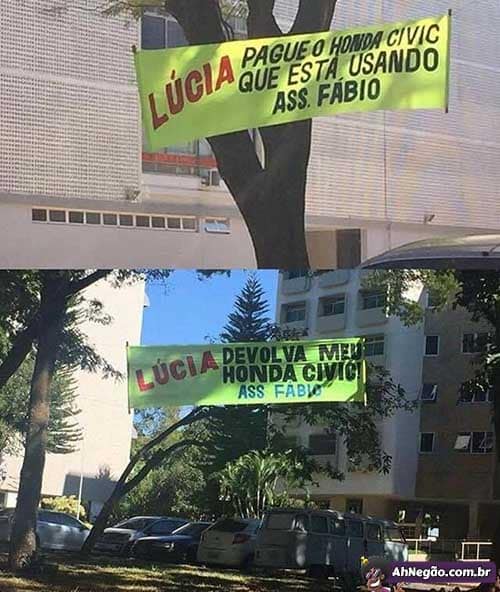 LÚCIA PAGUE O HONDA CIVIC
QUE ESTÁ USANDO
ASS. FÁBIO
LÚCIA DEVOLVA MEU
HONDA CIVIC!
ASS FÁBIO
AhNegão.com.br